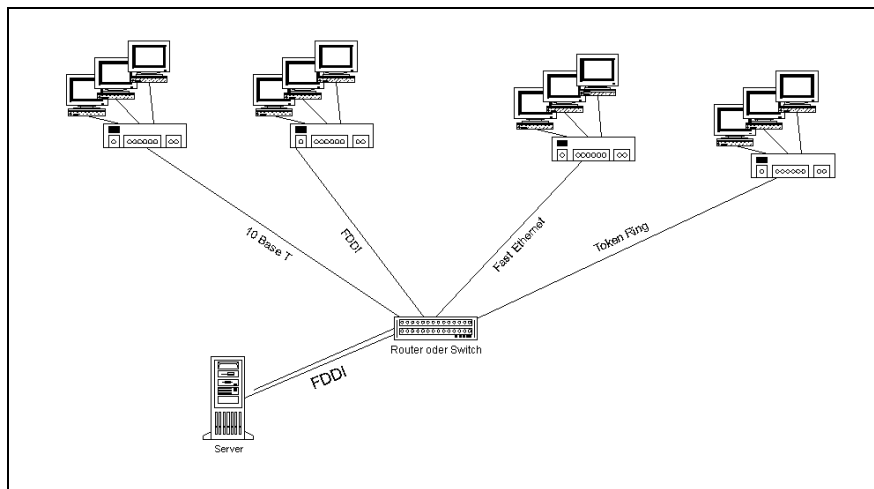 10 Base T
FDDI
Fast Ethernet
Token Ring
Router oder Switch
FDDI
Server